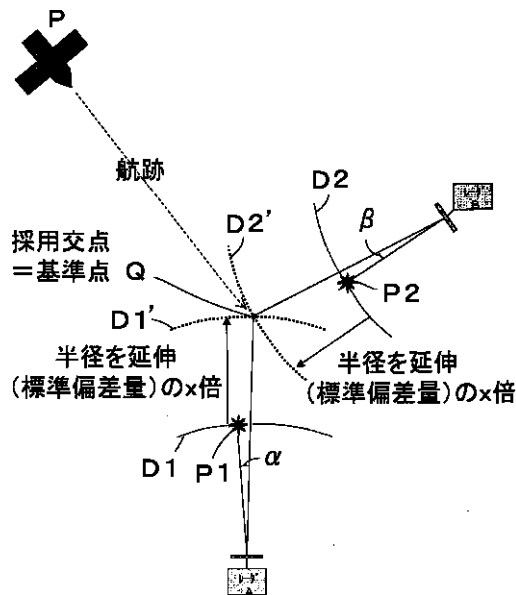 P
航跡
D2
D2'
β
採用交点
=基準点 Q
P2
D1'
半径を延伸
(標準偏差量)のx倍
半径を延伸
(標準偏差量)のx倍
D1
P1
α